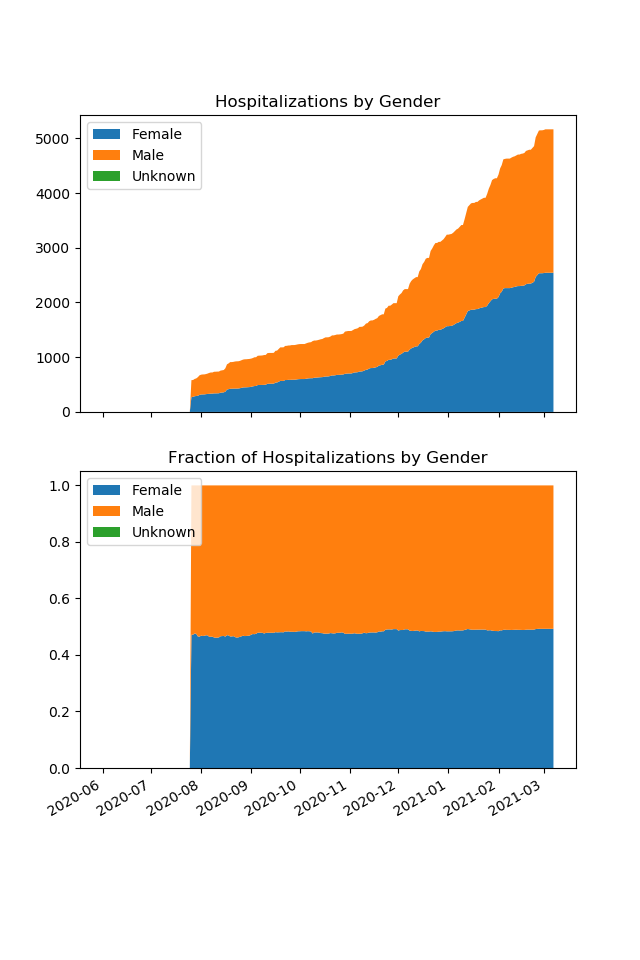 Hospitalizations by Gender
Female
Male
Unknown
5000
4000
3000
2000
1000
0
Fraction of Hospitalizations by Gender
Female
Male
Unknown
1.0
0.8
0.6
0.4
0.2
0.0
2020-06
2020-07
2020-08
2020-09
2020-10
2020-11
2020-12
2021-01
2021-02
2021-03